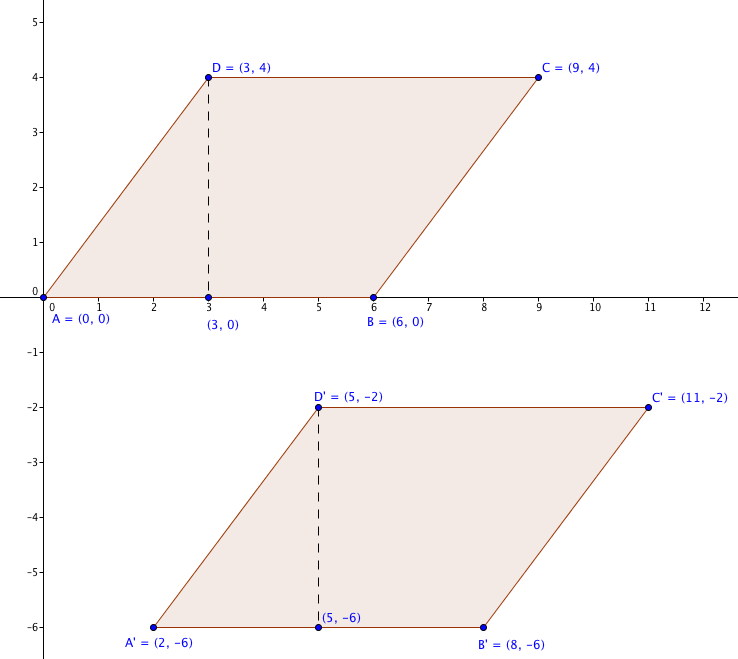 5
D = (3, 4)
C = (9, 4)
4
3
2
1
0
0 1 2 3 4 5 6 7 8 9 10 11 12
A = (0, 0)
(3, 0)
B = (6, 0)
−1
D' = (5, −2)
C' = (11, −2)
−2
−3
−4
−5
(5, −6)
−6
A' = (2, −6)
B' = (8, −6)